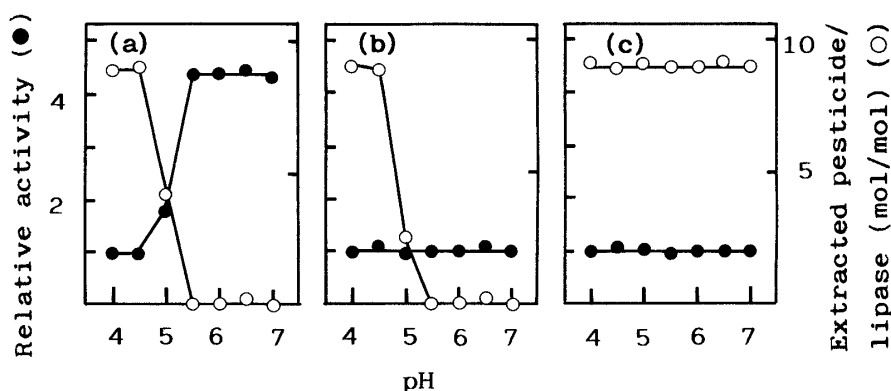 Relative activity (●)
4
2
(a)
(b)
(c)
10
5
Extracted pesticide/
lipase (mol/mol) (○)
4 5 6 7
4 5 6 7
4 5 6 7
pH